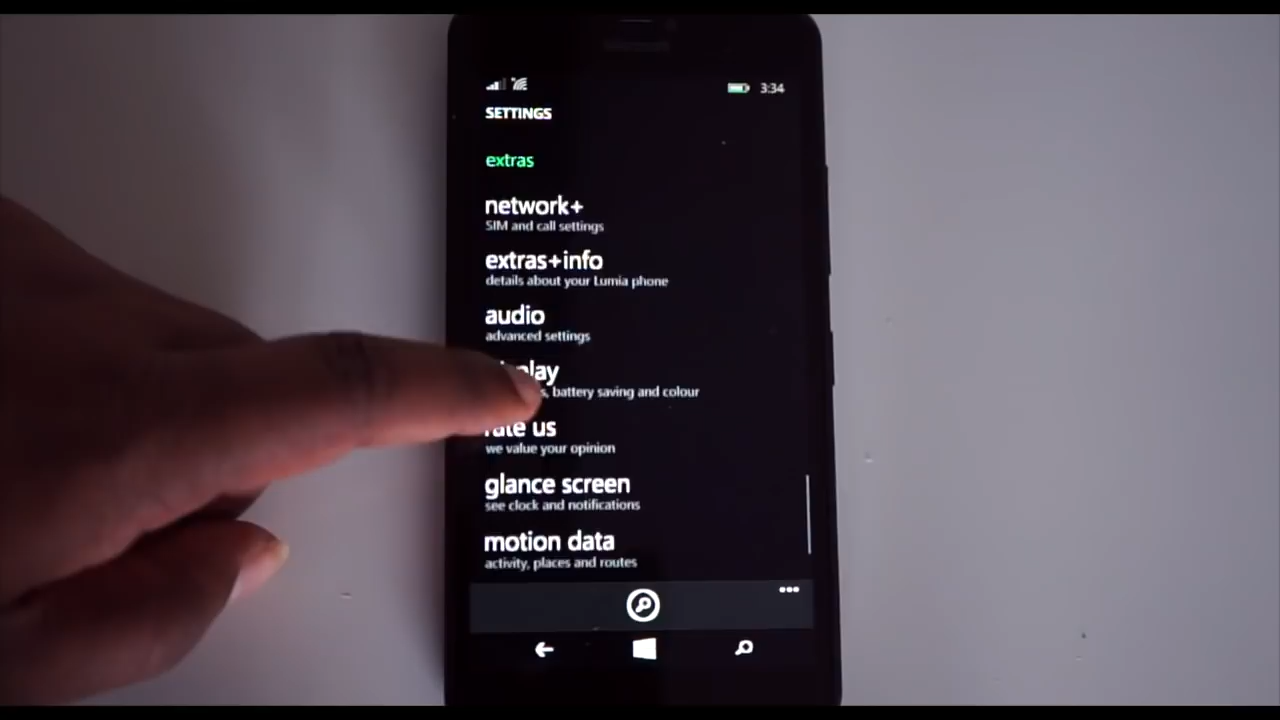 3:34
SETTINGS
extras
network+
SIM and call settings
extras+info
details about your Lumia phone
audio
advanced settings
battery saving and colour
rate us
we value your opinion
glance screen
see clock and notifications
motion data
activity, places and routes